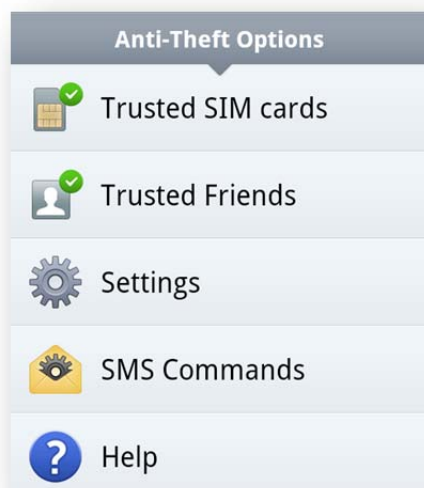 Anti-Theft Options
Trusted SIM cards
Trusted Friends
Settings
SMS Commands
Help